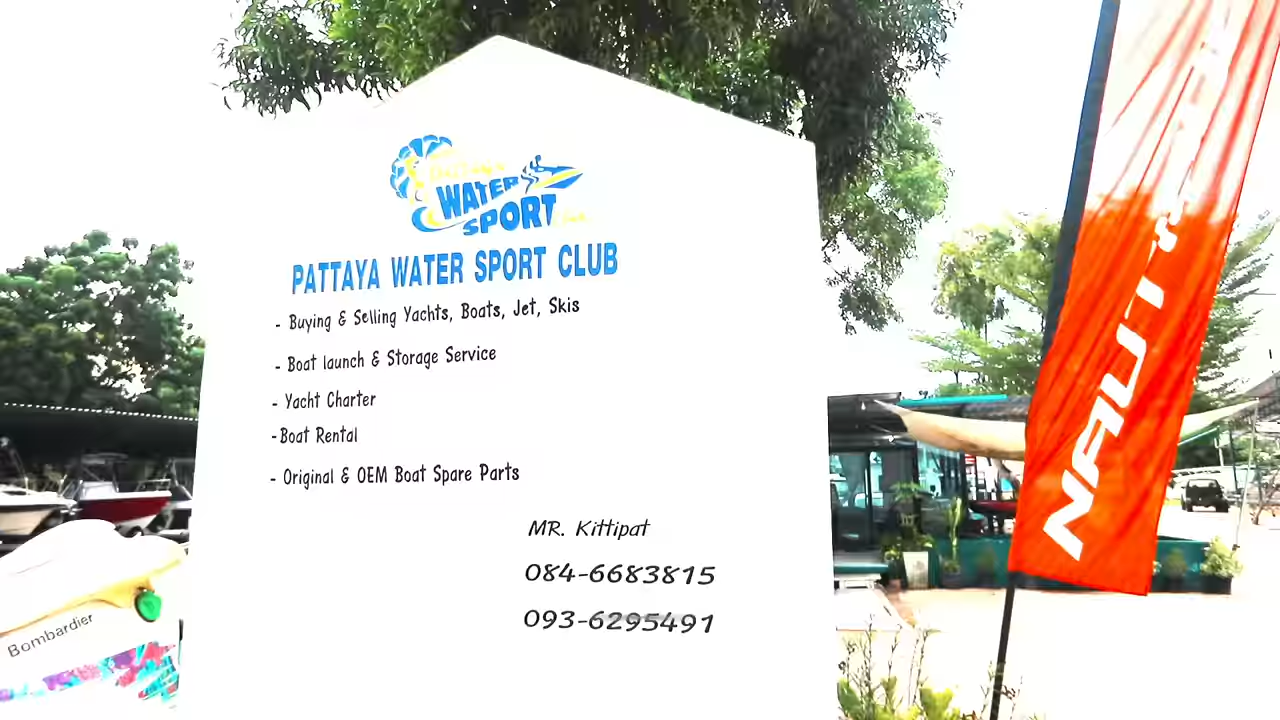 WATER
SPORT
PATTAYA WATER SPORT CLUB
- Buying & Selling Yachts, Boats, Jet, Skis
- Boat launch & Storage Service
- Yacht Charter
-Boat Rental
- Original & OEM Boat Spare Parts
MR. Kittipat
084-6683815
093-6295491
Bombardier